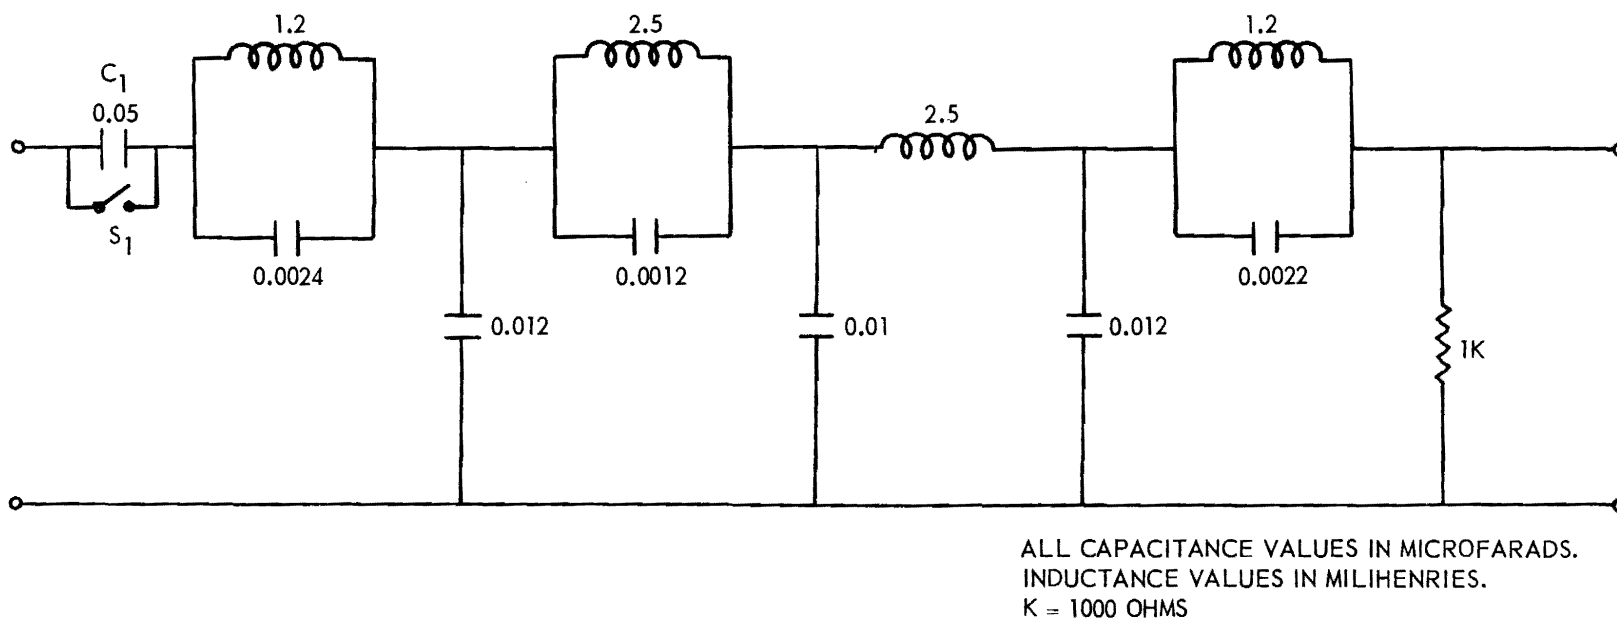 1.2
2.5
1.2
C1
0.05
2.5
S1
0.0024
0.0012
0.0022
0.012
0.01
0.012
1K
ALL CAPACITANCE VALUES IN MICROFARADS.
INDUCTANCE VALUES IN MILIHENRIES.
K = 1000 OHMS